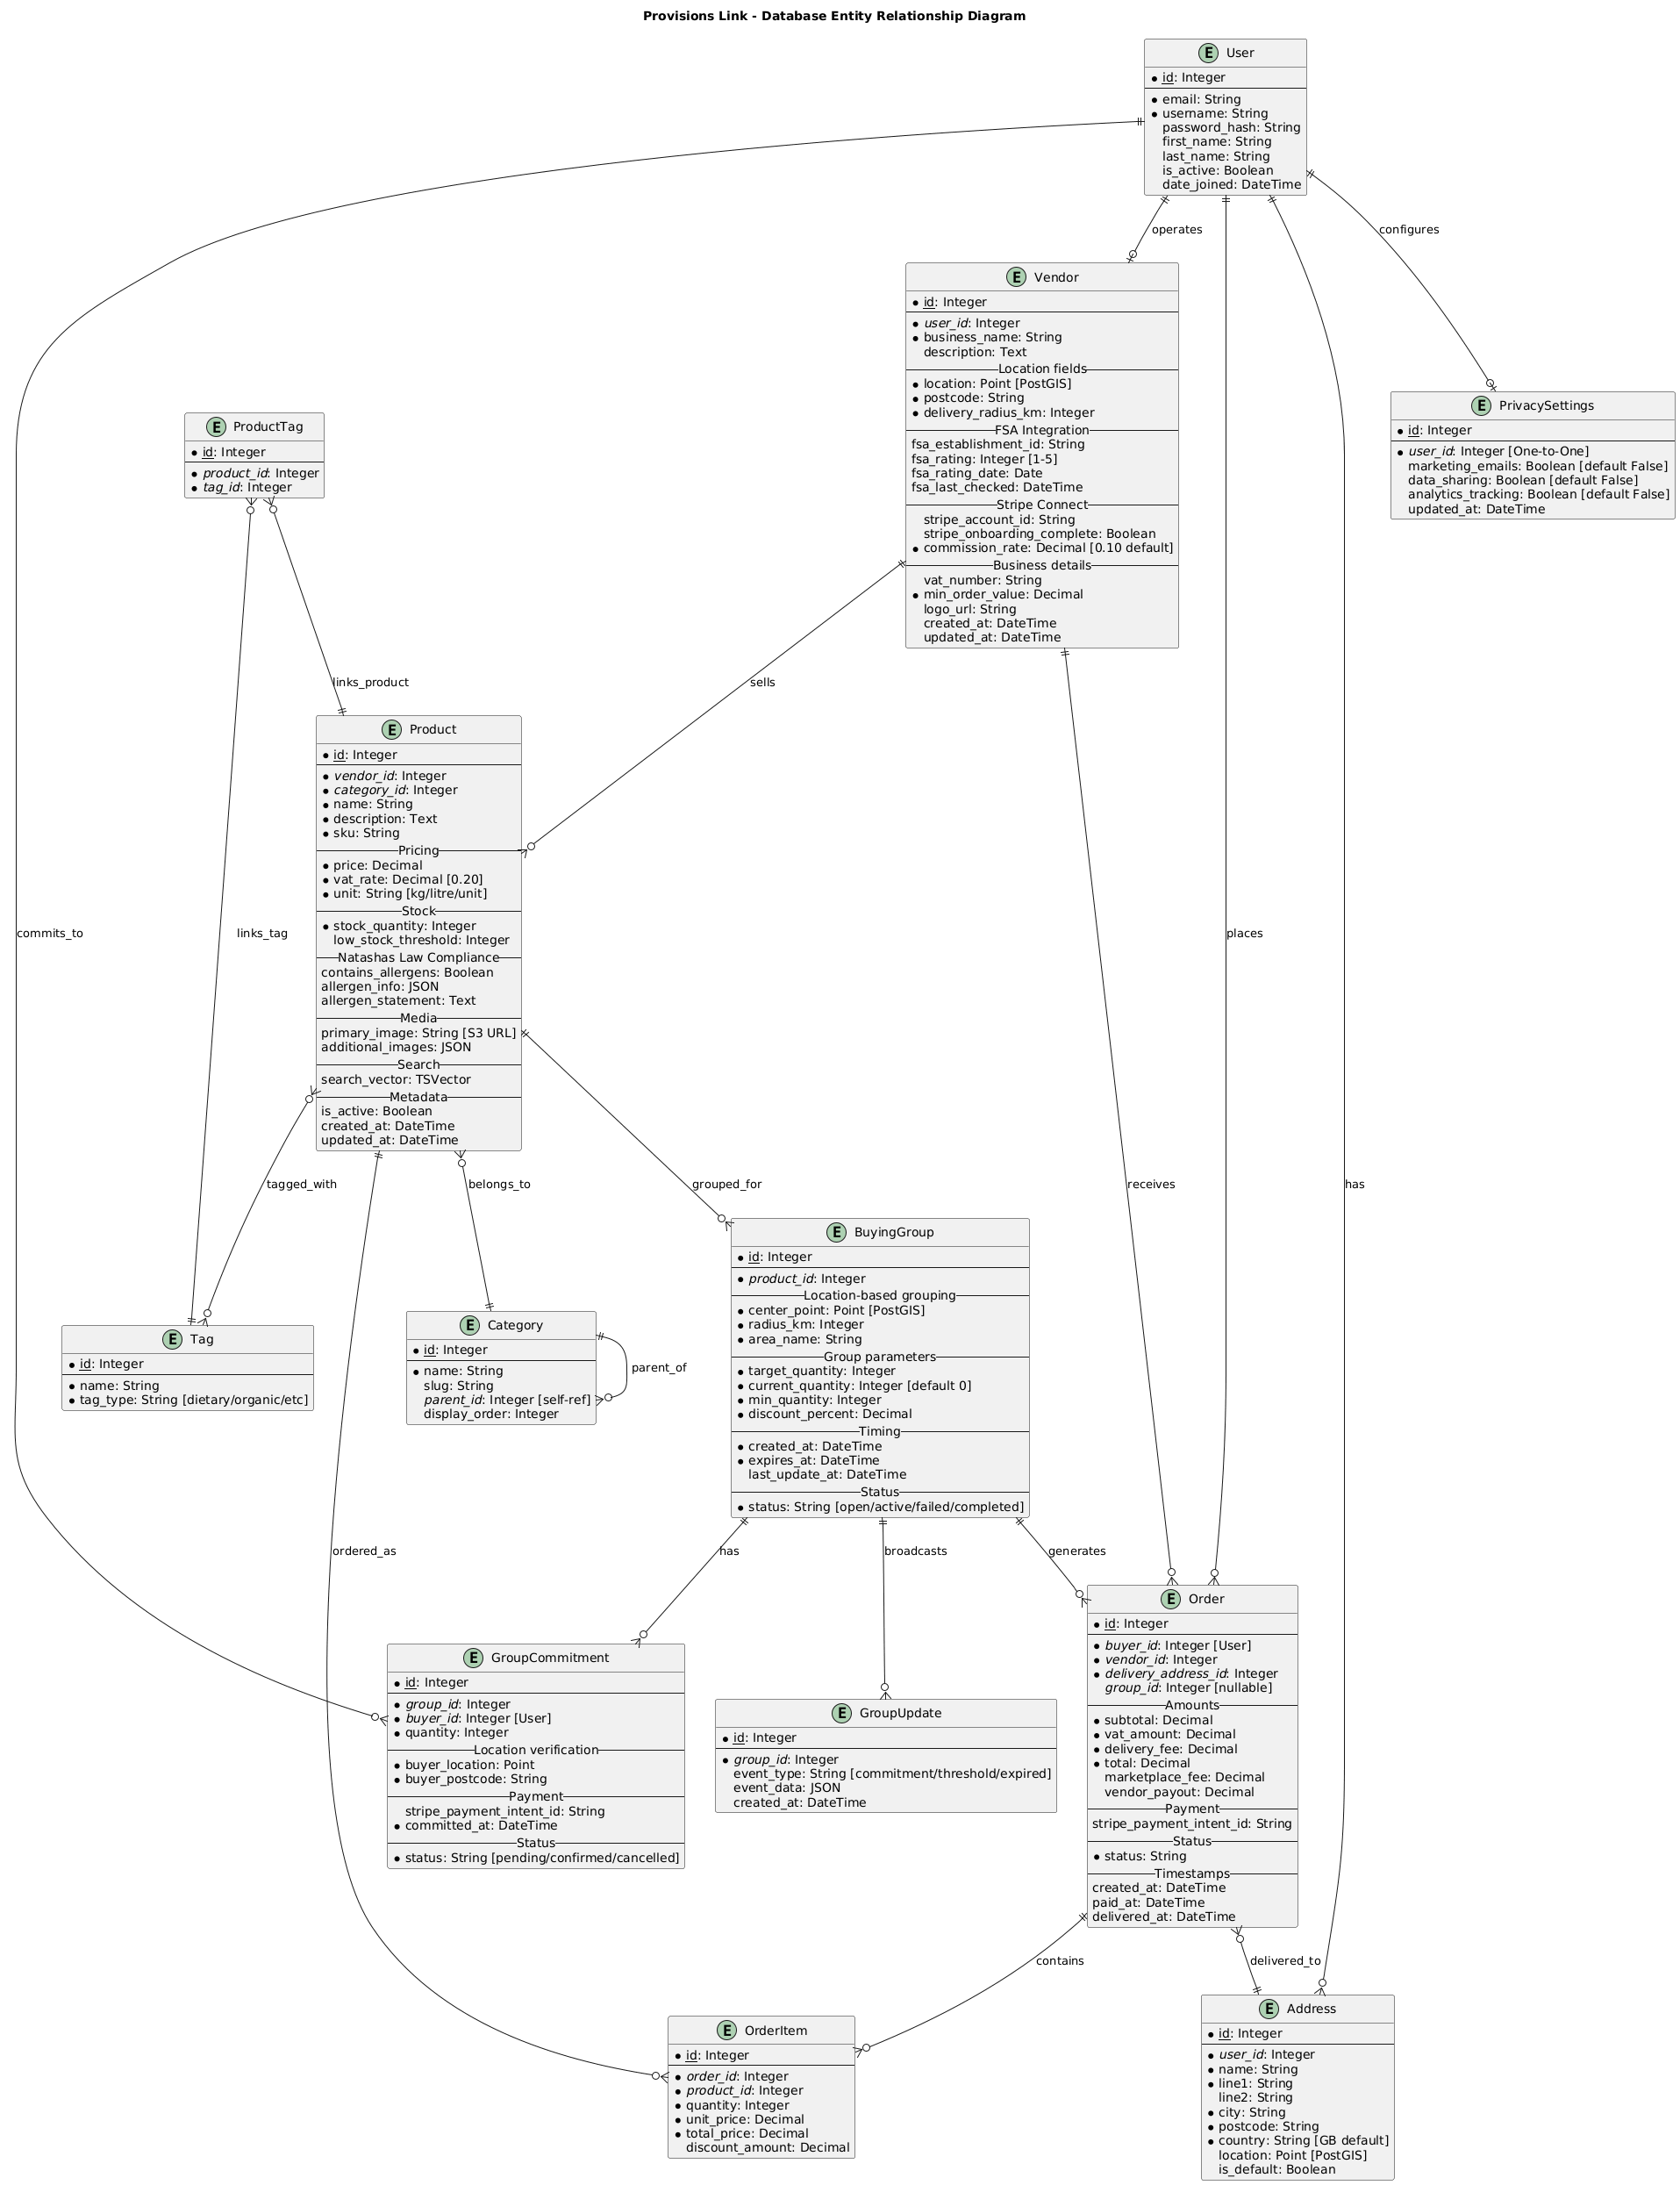 Provisions Link - Database Entity Relationship Diagram
E User
* id: Integer
* email: String
* username: String
password_hash: String
first_name: String
last_name: String
is_active: Boolean
date_joined: DateTime
operates
configures
E Vendor
* id: Integer
* user_id: Integer
* business_name: String
description: Text
Location fields
* location: Point [PostGIS]
* postcode: String
* delivery_radius_km: Integer
FSA Integration
fsa_establishment_id: String
fsa_rating: Integer [1-5]
fsa_rating_date: Date
fsa_last_checked: DateTime
Stripe Connect
stripe_account_id: String
stripe_onboarding_complete: Boolean
* commission_rate: Decimal [0.10 default]
Business details
vat_number: String
* min_order_value: Decimal
logo_url: String
created_at: DateTime
updated_at: DateTime
E PrivacySettings
* id: Integer
* user_id: Integer [One-to-One]
marketing_emails: Boolean [default False]
data_sharing: Boolean [default False]
analytics_tracking: Boolean [default False]
updated_at: DateTime
E ProductTag
* id: Integer
* product_id: Integer
* tag_id: Integer
links_product
sells
E Product
* id: Integer
* vendor_id: Integer
* category_id: Integer
* name: String
* description: Text
* sku: String
Pricing
* price: Decimal
* vat_rate: Decimal [0.20]
* unit: String [kg/litre/unit]
Stock
* stock_quantity: Integer
low_stock_threshold: Integer
Natashas Law Compliance
contains_allergens: Boolean
allergen_info: JSON
allergen_statement: Text
Media
primary_image: String [S3 URL]
additional_images: JSON
Search
search_vector: TSVector
Metadata
is_active: Boolean
created_at: DateTime
updated_at: DateTime
commits_to
links_tag
places
tagged_with
belongs_to
grouped_for
receives
has
E Tag
* id: Integer
* name: String
* tag_type: String [dietary/organic/etc]
E Category
* id: Integer
* name: String
slug: String
parent_id: Integer [self-ref]
display_order: Integer
parent_of
E BuyingGroup
* id: Integer
* product_id: Integer
Location-based grouping
* center_point: Point [PostGIS]
* radius_km: Integer
* area_name: String
Group parameters
* target_quantity: Integer
* current_quantity: Integer [default 0]
* min_quantity: Integer
* discount_percent: Decimal
Timing
* created_at: DateTime
* expires_at: DateTime
last_update_at: DateTime
Status
* status: String [open/active/failed/completed]
ordered_as
has
broadcasts
generates
E GroupCommitment
* id: Integer
* group_id: Integer
* buyer_id: Integer [User]
* quantity: Integer
Location verification
* buyer_location: Point
* buyer_postcode: String
Payment
stripe_payment_intent_id: String
* committed_at: DateTime
Status
* status: String [pending/confirmed/cancelled]
E GroupUpdate
* id: Integer
* group_id: Integer
event_type: String [commitment/threshold/expired]
event_data: JSON
created_at: DateTime
E Order
* id: Integer
* buyer_id: Integer [User]
* vendor_id: Integer
* delivery_address_id: Integer
group_id: Integer [nullable]
Amounts
* subtotal: Decimal
* vat_amount: Decimal
* delivery_fee: Decimal
* total: Decimal
marketplace_fee: Decimal
vendor_payout: Decimal
Payment
stripe_payment_intent_id: String
Status
* status: String
Timestamps
created_at: DateTime
paid_at: DateTime
delivered_at: DateTime
contains
delivered_to
E OrderItem
* id: Integer
* order_id: Integer
* product_id: Integer
* quantity: Integer
* unit_price: Decimal
* total_price: Decimal
discount_amount: Decimal
E Address
* id: Integer
* user_id: Integer
* name: String
* line1: String
line2: String
* city: String
* postcode: String
* country: String [GB default]
location: Point [PostGIS]
is_default: Boolean